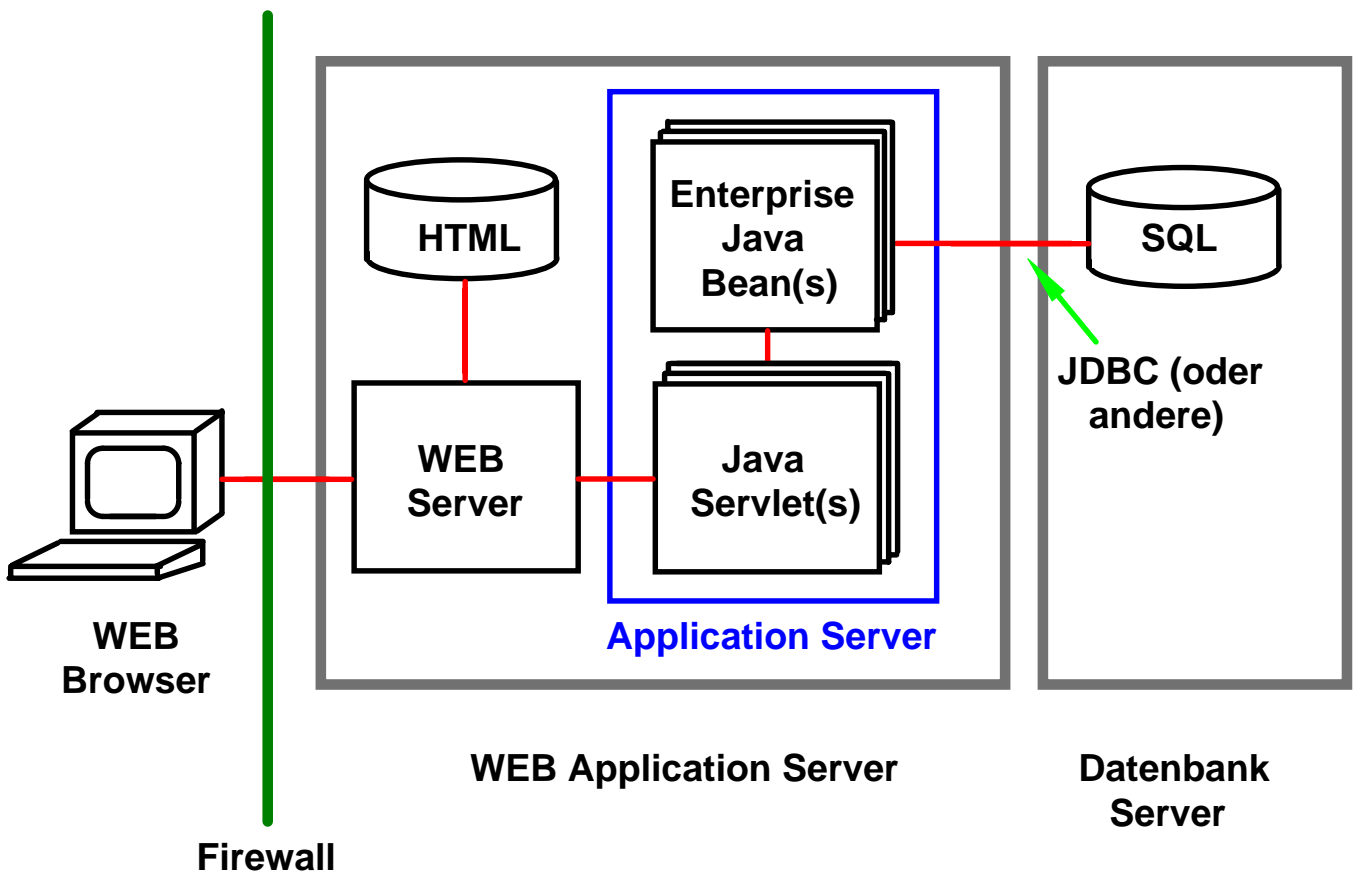 Enterprise
Java
Bean(s)
HTML
SQL
JDBC (oder
andere)
WEB
Server
Java
Servlet(s)
WEB
Browser
Application Server
WEB Application Server
Datenbank
Server
Firewall